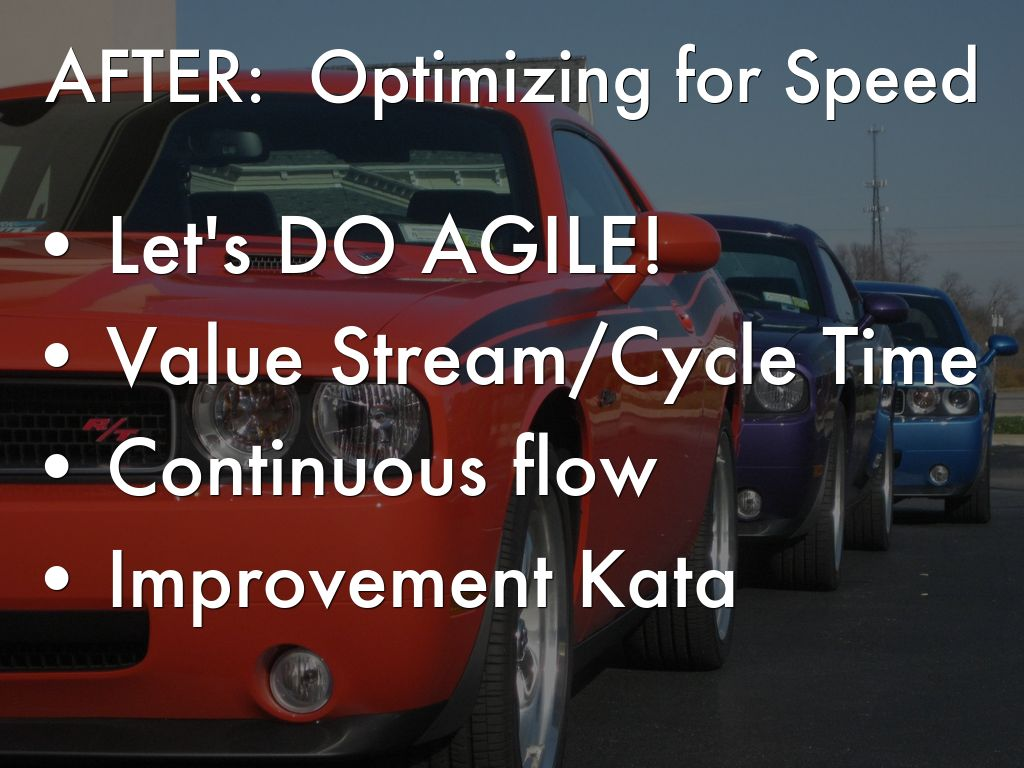 AFTER:  Optimizing for Speed
• Let's DO AGILE!
• Value Stream/Cycle Time
• Continuous flow
• Improvement Kata
R/T